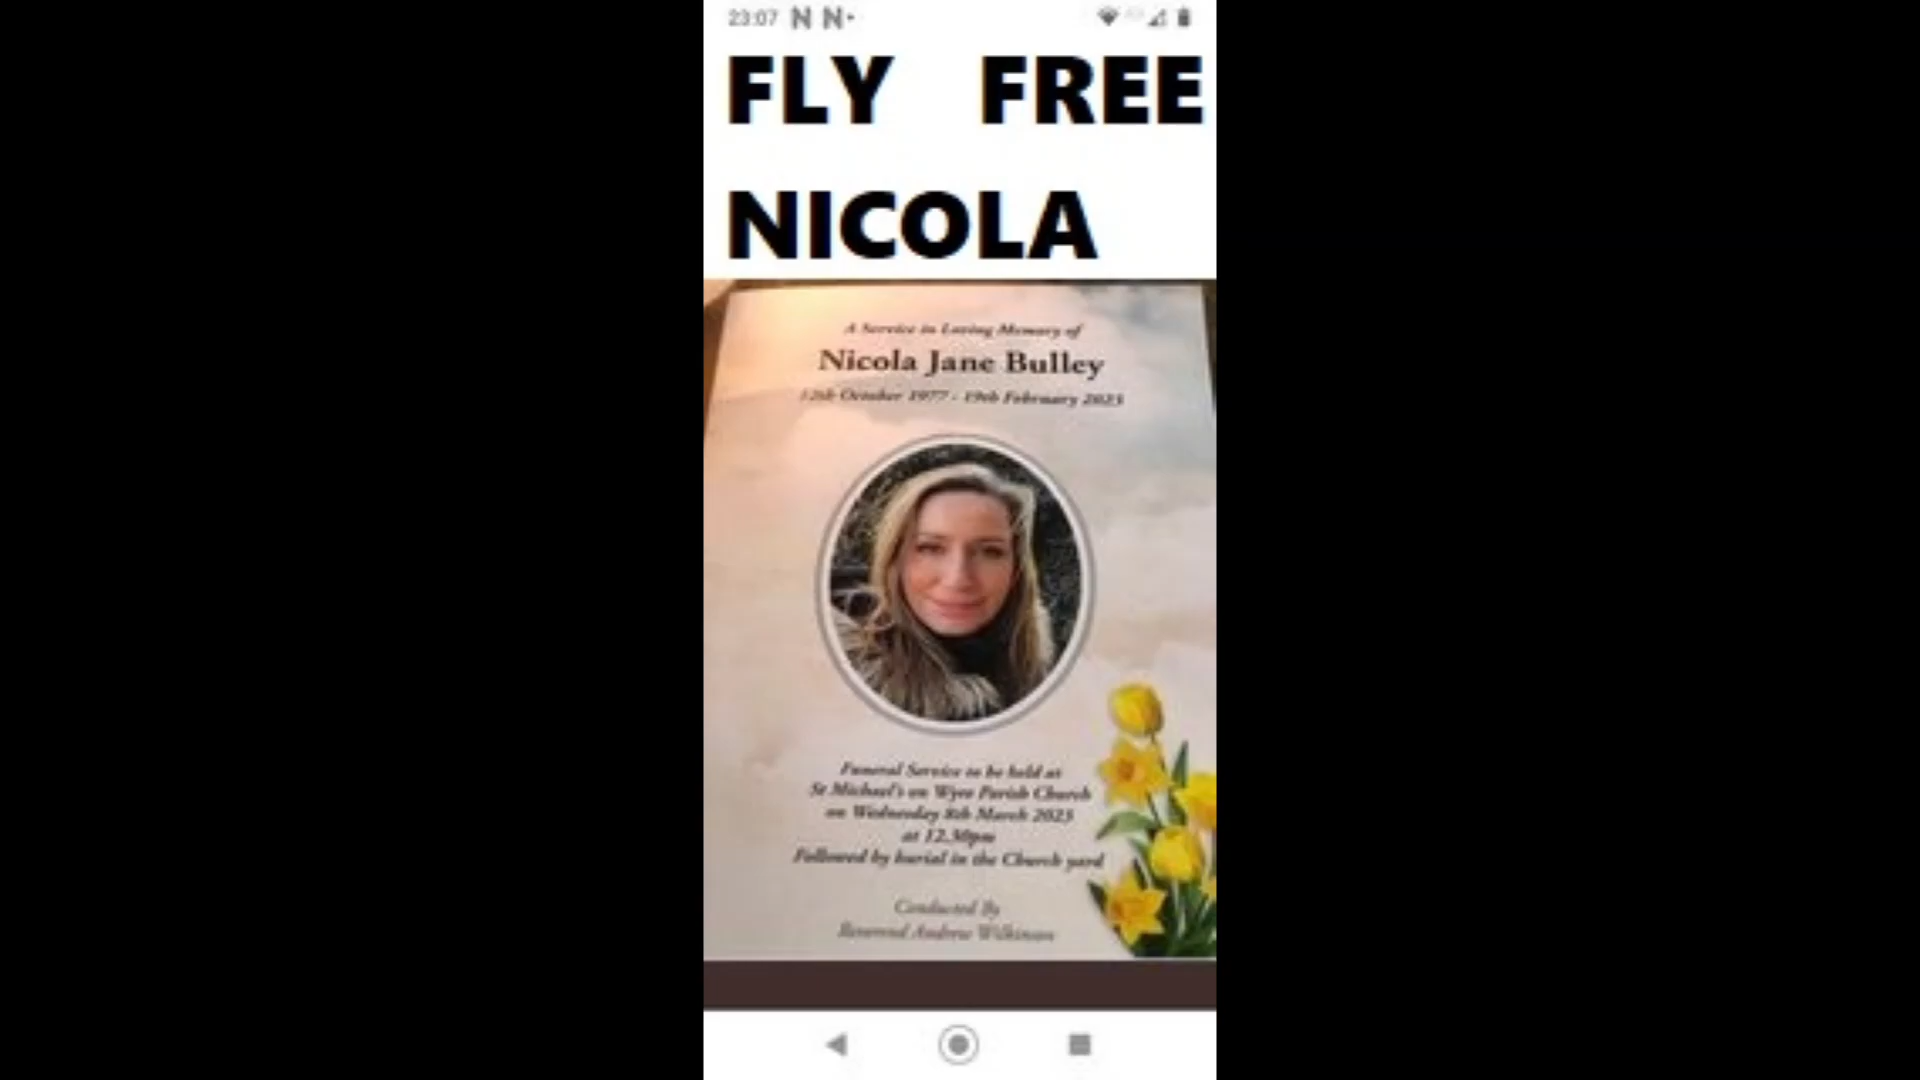 23:07 N N
FLY FREE
NICOLA
A Service in Loving Memory of
Nicola Jane Bulley
12th October 1977 - 19th February 2023
Funeral Service to be held at
St Michael's on Wyre Parish Church
on Wednesday 8th March 2023
at 12.30pm
Followed by burial in the Church yard
Conducted By
Reverend Andrew Wilkinson